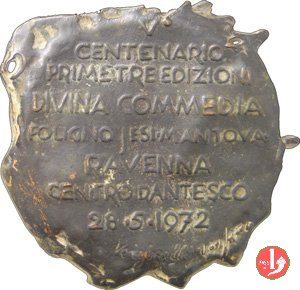 CENTENARIO
PRIME TRE EDIZIONI
DIVINA COMMEDIA
FOLIGNO JESI MANTOVA
RAVENNA
CENTRO DANTESCO
28·5·1972